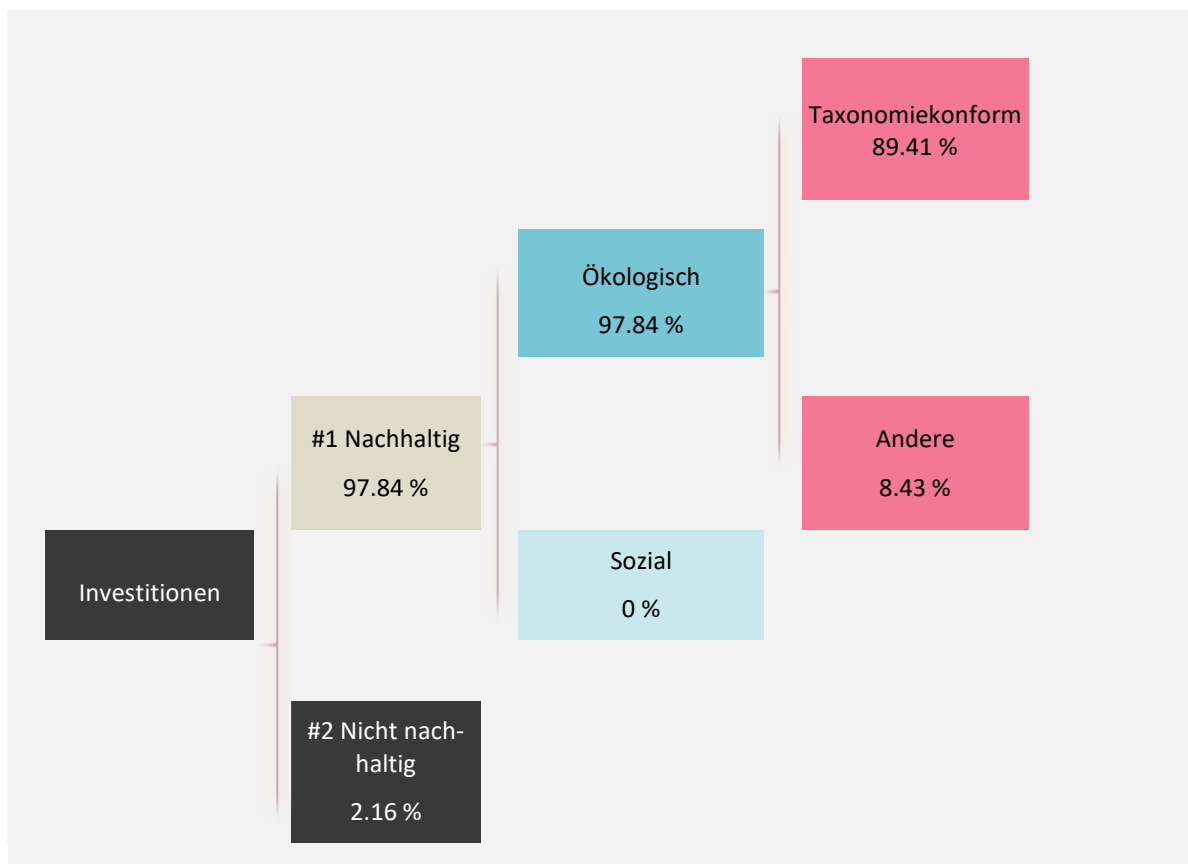 Taxonomiekonform
89.41 %
Ökologisch
97.84 %
#1 Nachhaltig
97.84 %
Andere
8.43 %
Investitionen
Sozial
0 %
#2 Nicht nach-
haltig
2.16 %